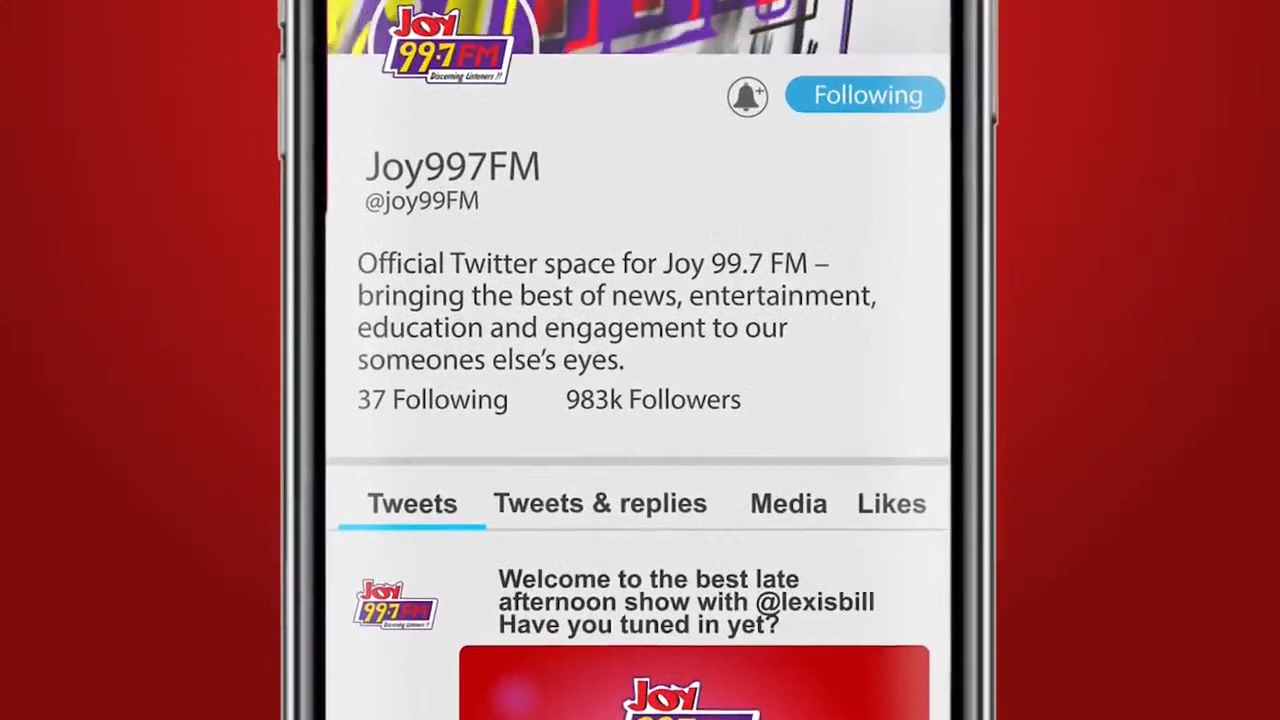 Joy
99.7 FM
Discerning Listeners !!
Following
Joy997FM
@joy99FM
Official Twitter space for Joy 99.7 FM –
bringing the best of news, entertainment,
education and engagement to our
someones else’s eyes.
37 Following 983k Followers
Tweets Tweets & replies Media Likes
Joy
99.7 FM
Discerning Listeners !!
Welcome to the best late
afternoon show with @lexisbill
Have you tuned in yet?
Joy